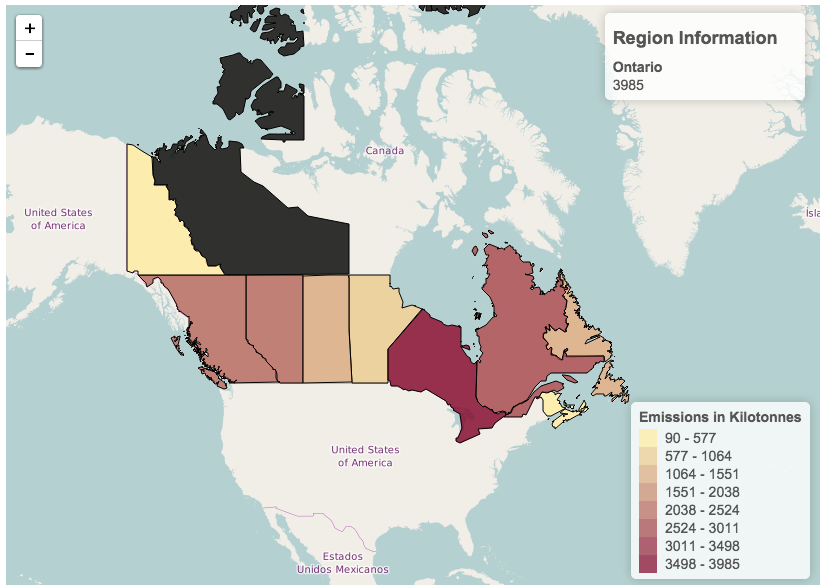 +
-
Region Information
Ontario
3985
Canada
United States
of America
Ísla
United States
of America
Estados
Unidos Mexicanos
Emissions in Kilotonnes
90 - 577
577 - 1064
1064 - 1551
1551 - 2038
2038 - 2524
2524 - 3011
3011 - 3498
3498 - 3985